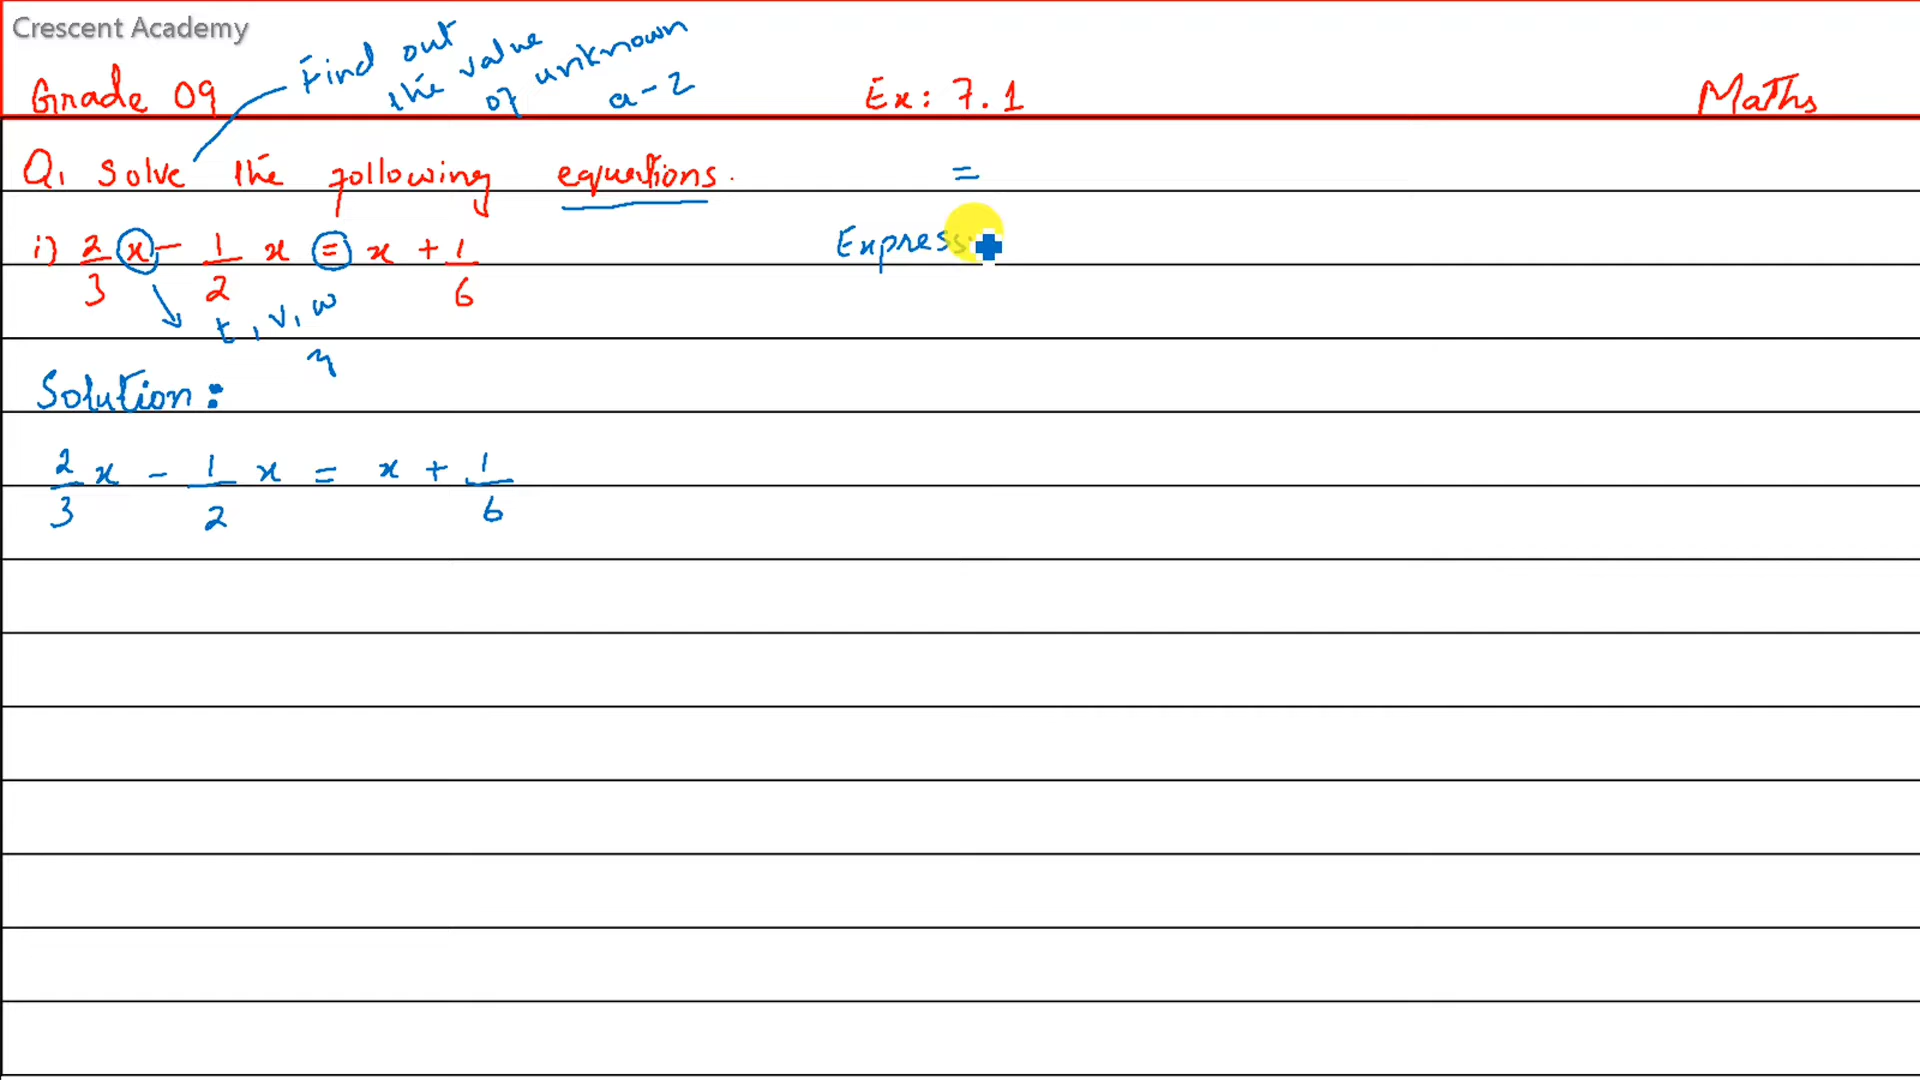 Crescent Academy
Find out
the value
of unknown
a-z
Grade 09 Ex: 7.1 Maths
Q1 Solve the following equations. =
i) 2/3 x - 1/2 x = x + 1/6
Express
t, v, w
y
Solution:
2/3 x - 1/2 x = x + 1/6